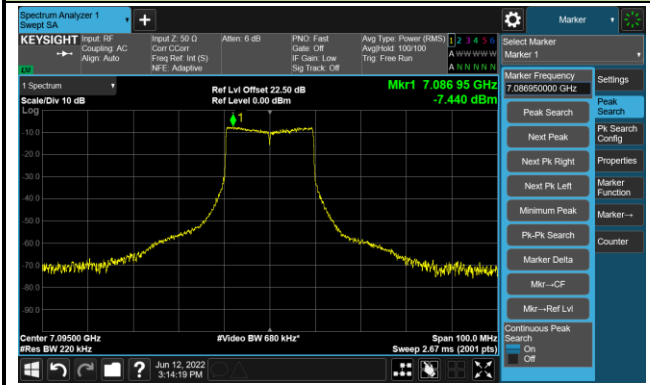 Spectrum Analyzer 1
Swept SA
+
Marker
KEYSIGHT
Input: RF
Coupling: AC
Align: Auto
Input Z: 50 Ω
Corr CCorr
Freq Ref: Int (S)
NFE: Adaptive
Atten: 6 dB
PNO: Fast
Gate: Off
IF Gain: Low
Sig Track: Off
Avg Type: Power (RMS)
Avg|Hold: 100/100
Trig: Free Run
1 2 3 4 5 6
A W W W W W
A N N N N N
LXI
Select Marker
Marker 1
1 Spectrum
Scale/Div 10 dB
Log
Ref Lvl Offset 22.50 dB
Ref Level 0.00 dBm
Mkr1 7.086 95 GHz
-7.440 dBm
1
-10.0
-20.0
-30.0
-40.0
-50.0
-60.0
-70.0
-80.0
-90.0
Center 7.09500 GHz
#Res BW 220 kHz
#Video BW 680 kHz*
Span 100.0 MHz
Sweep 2.67 ms (2001 pts)
Marker Frequency
7.086950000 GHz
Peak Search
Next Peak
Next Pk Right
Next Pk Left
Minimum Peak
Pk-Pk Search
Marker Delta
Mkr→CF
Mkr→Ref Lvl
Continuous Peak
Search
On
Off
Settings
Peak
Search
Pk Search
Config
Properties
Marker
Function
Marker→
Counter
?
Jun 12, 2022
3:14:19 PM